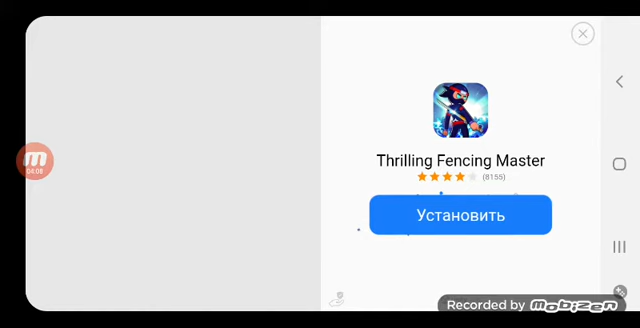 04:08
Thrilling Fencing Master
(8155)
Установить
Recorded by mobizen